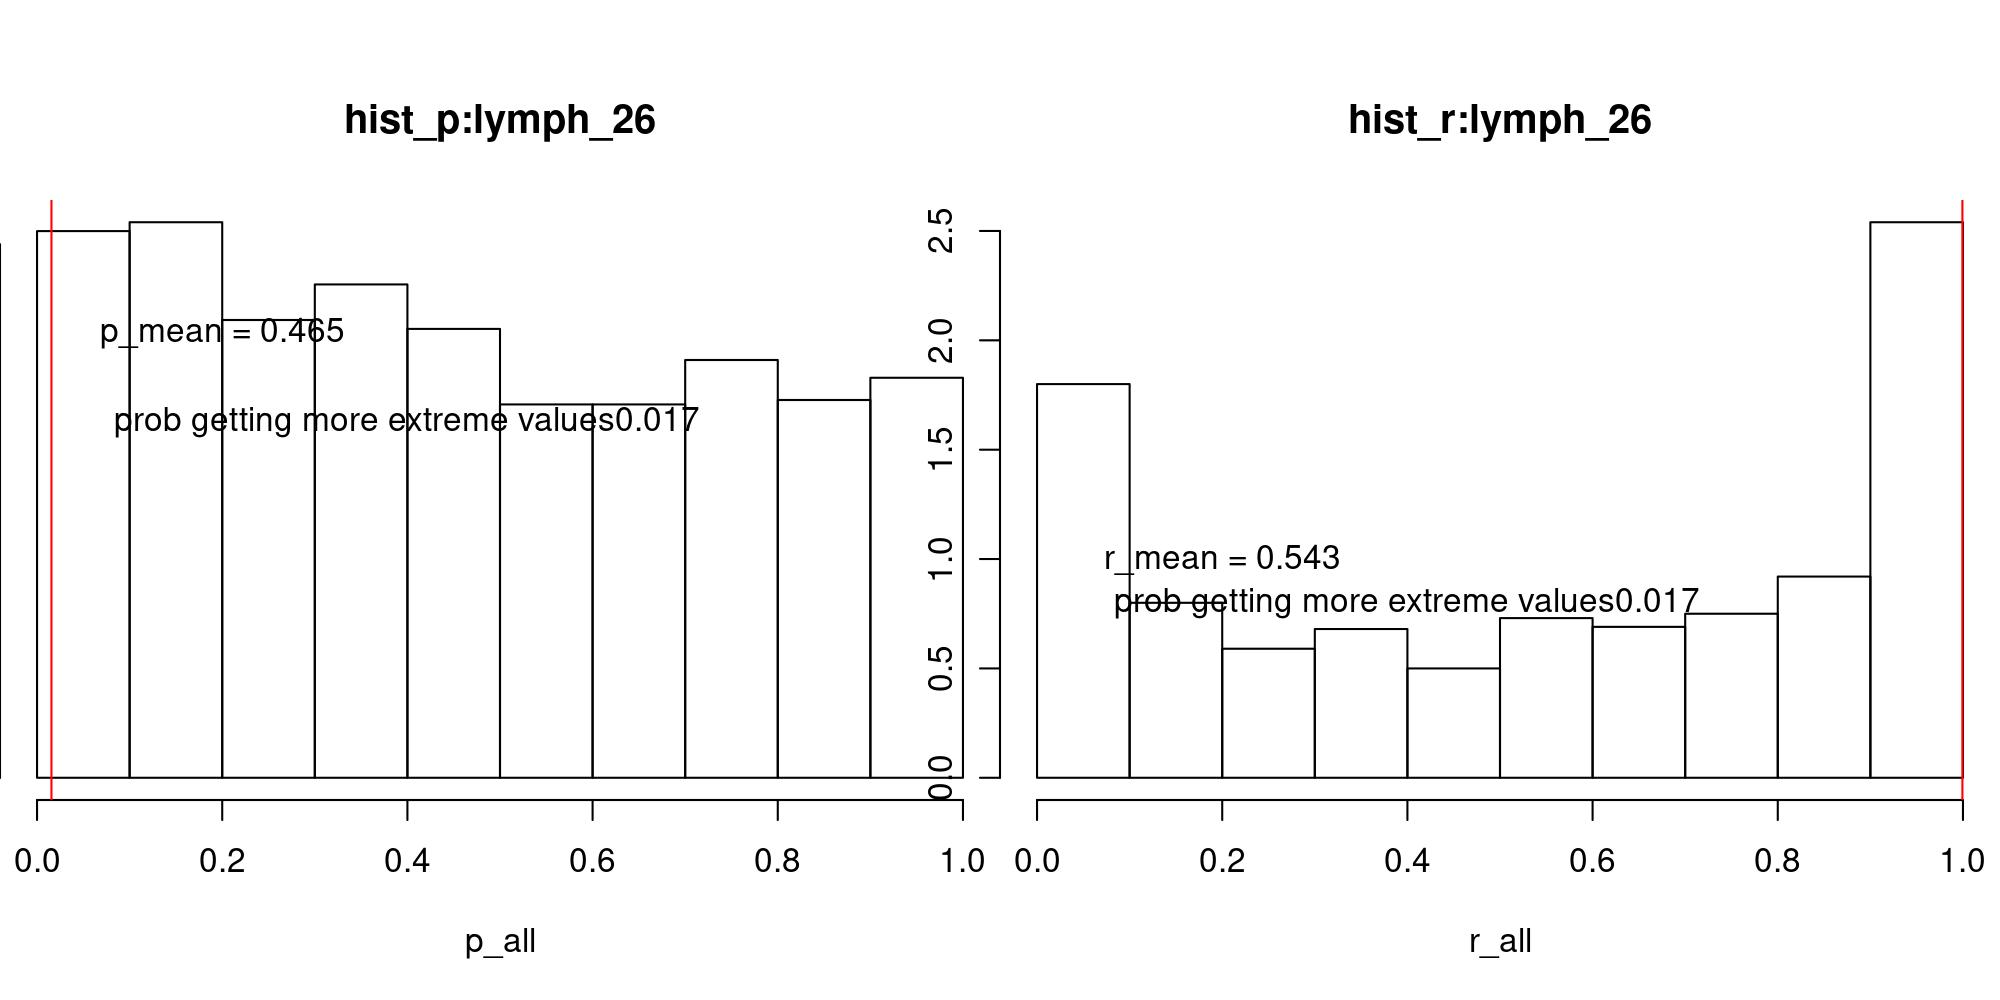 hist_p:lymph_26
p_mean = 0.465
prob getting more extreme values0.017
0.0 0.2 0.4 0.6 0.8 1.0
p_all
hist_r:lymph_26
2.5
2.0
1.5
1.0
0.5
0.0
r_mean = 0.543
prob getting more extreme values0.017
0.0 0.2 0.4 0.6 0.8 1.0
r_all